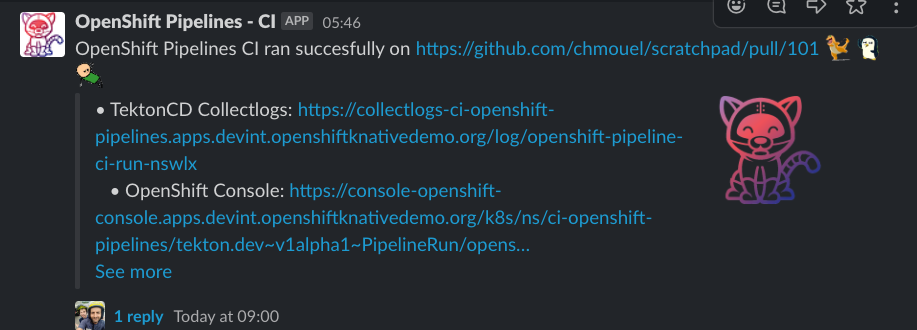 OpenShift Pipelines - CI APP 05:46
OpenShift Pipelines CI ran succesfully on https://github.com/chmouel/scratchpad/pull/101
• TektonCD Collectlogs: https://collectlogs-ci-openshift-
pipelines.apps.devint.openshiftknativedemo.org/log/openshift-pipeline-
ci-run-nswlx
• OpenShift Console: https://console-openshift-
console.apps.devint.openshiftknativedemo.org/k8s/ns/ci-openshift-
pipelines/tekton.dev~v1alpha1~PipelineRun/opens...
See more
1 reply Today at 09:00